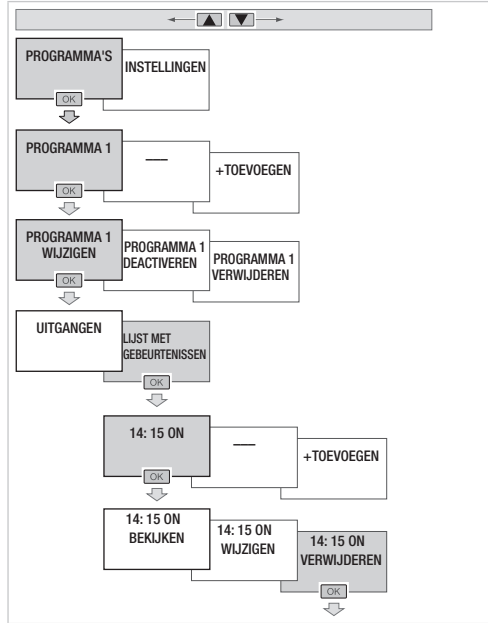 PROGRAMMA'S
INSTELLINGEN
OK
PROGRAMMA 1
—
+TOEVOEGEN
OK
PROGRAMMA 1
WIJZIGEN
PROGRAMMA 1
DEACTIVEREN
PROGRAMMA 1
VERWIJDEREN
OK
UITGANGEN
LIJST MET
GEBEURTENISSEN
OK
14: 15 ON
—
+TOEVOEGEN
OK
14: 15 ON
BEKIJKEN
14: 15 ON
WIJZIGEN
14: 15 ON
VERWIJDEREN
OK